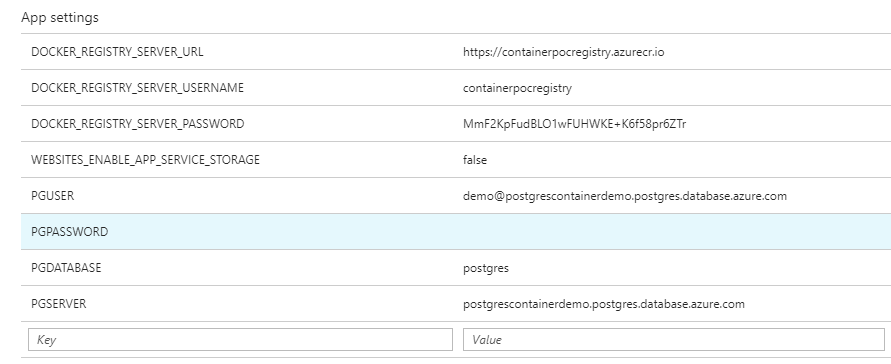 App settings
DOCKER_REGISTRY_SERVER_URL https://containerpocregistry.azurecr.io
DOCKER_REGISTRY_SERVER_USERNAME containerpocregistry
DOCKER_REGISTRY_SERVER_PASSWORD MmF2KpFudBLO1wFUHWKE+K6f58pr6ZTr
WEBSITES_ENABLE_APP_SERVICE_STORAGE false
PGUSER demo@postgrescontainerdemo.postgres.database.azure.com
PGPASSWORD
PGDATABASE postgres
PGSERVER postgrescontainerdemo.postgres.database.azure.com
Key Value